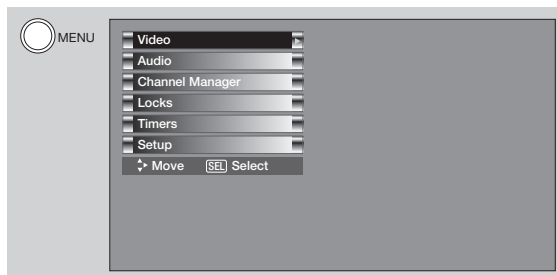 MENU
Video
Audio
Channel Manager
Locks
Timers
Setup
Move SEL Select